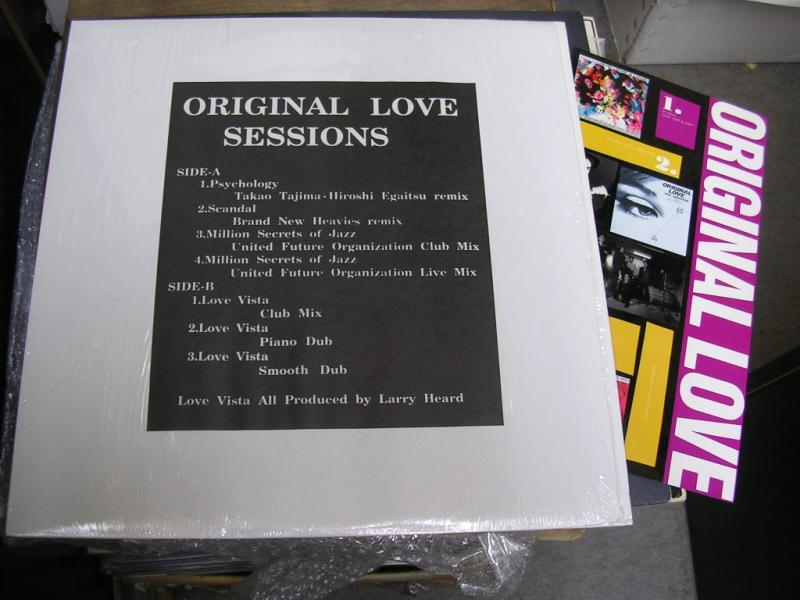 ORIGINAL LOVE
SESSIONS
SIDE-A
1.Psychology
Takao Tajima-Hiroshi Egaitsu remix
2.Scandal
Brand New Heavies remix
3.Million Secrets of Jazz
United Future Organization Club Mix
4.Million Secrets of Jazz
United Future Organization Live Mix
SIDE-B
1.Love Vista
Club Mix
2.Love Vista
Piano Dub
3.Love Vista
Smooth Dub
Love Vista All Produced by Larry Heard
1.
2.
ORIGINAL
LOVE
ORIGINAL LOVE